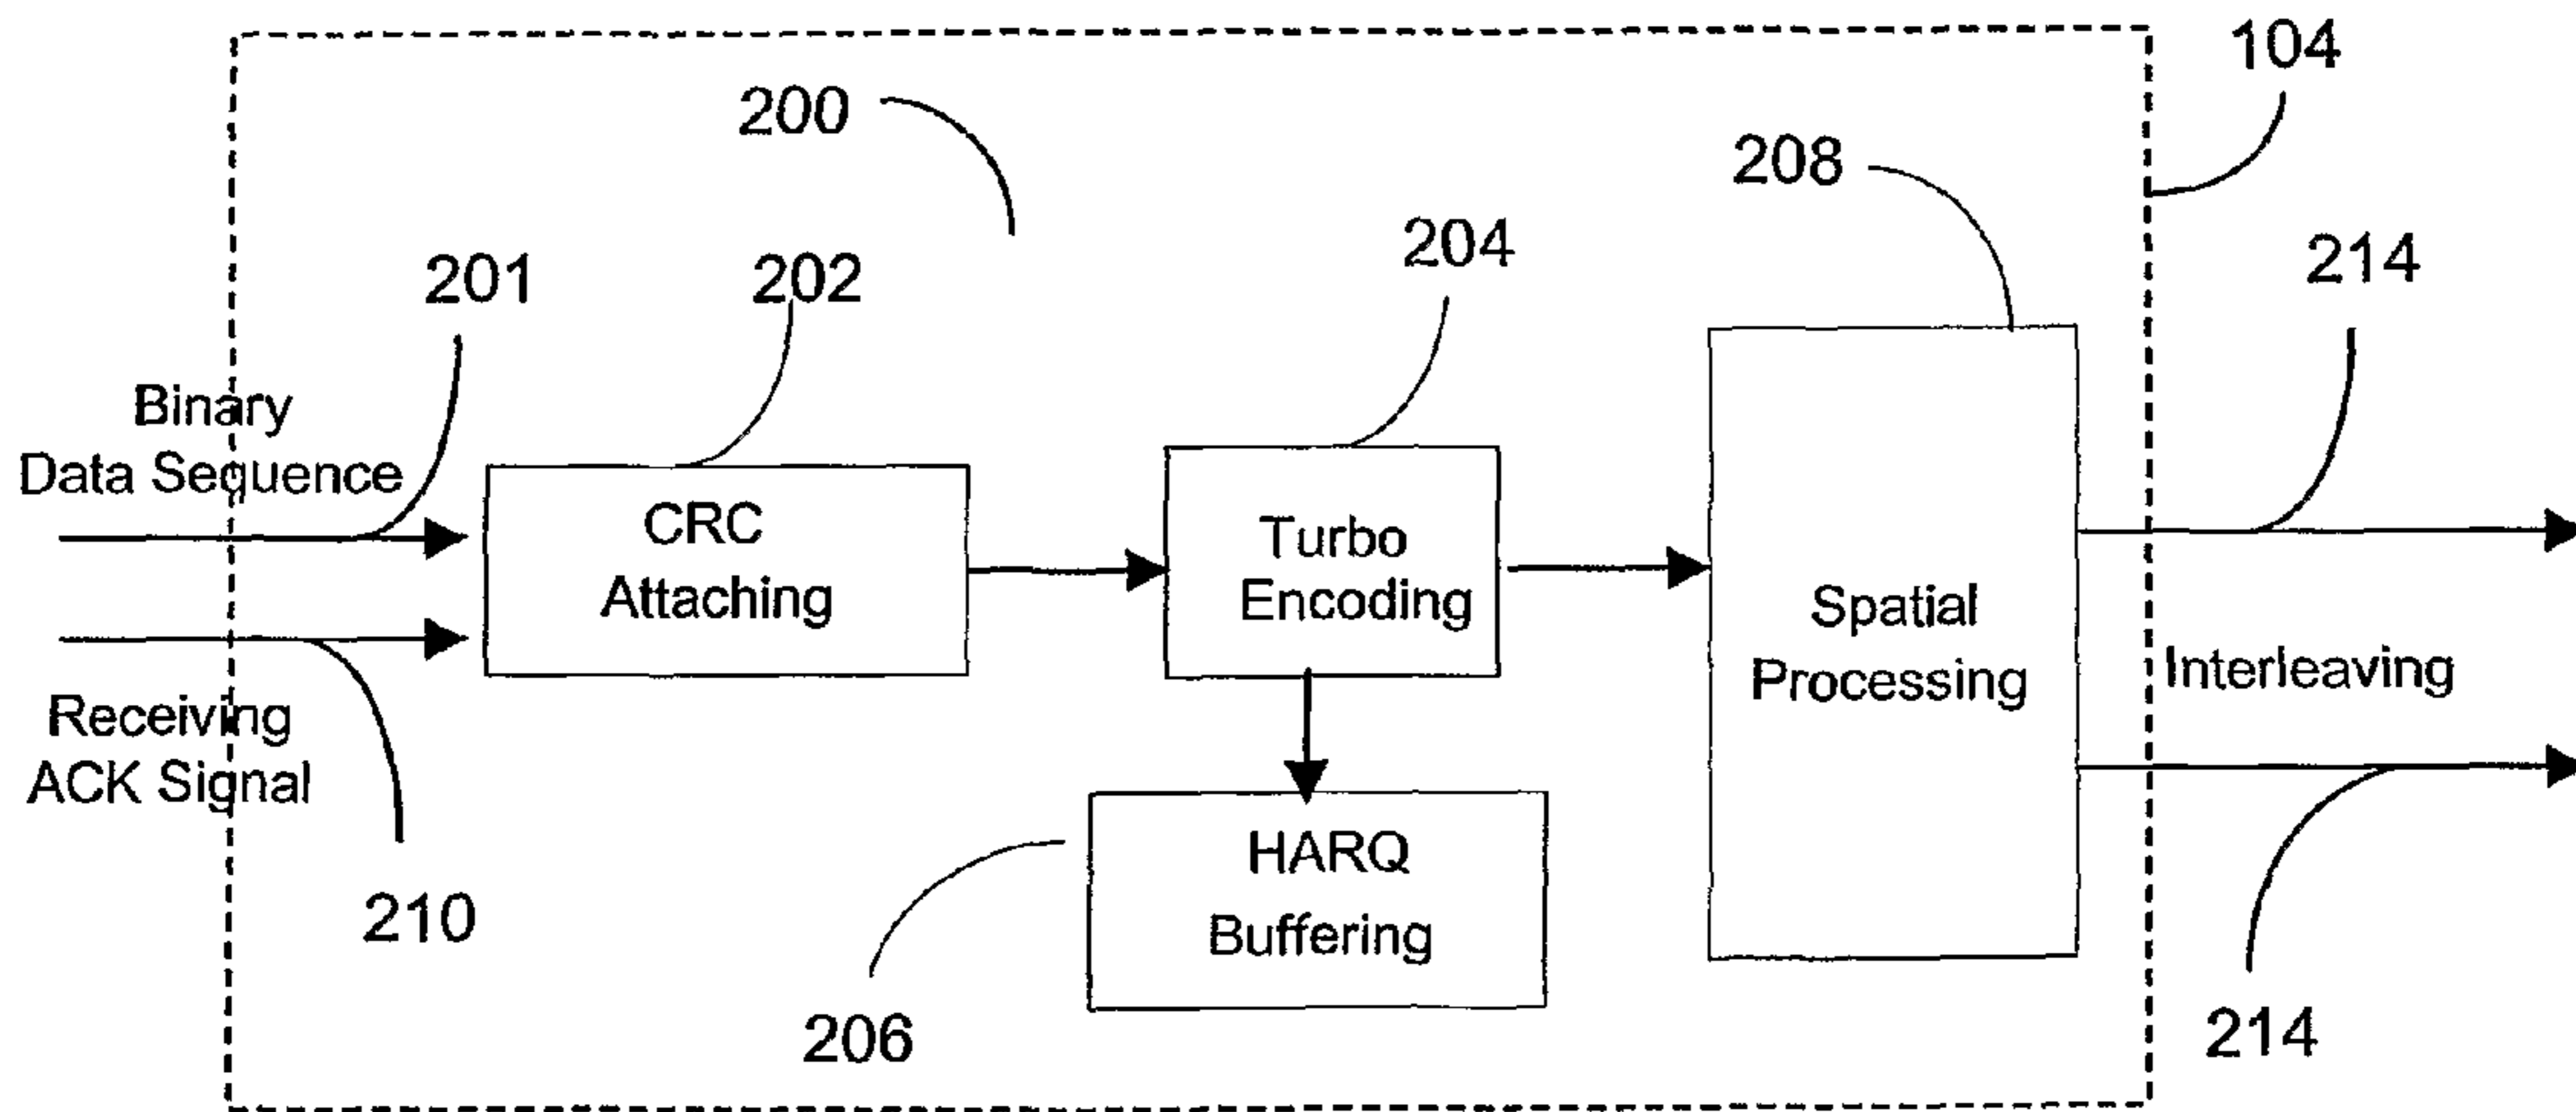 104
200
208
204
214
201
202
Binary
Data Sequence
CRC
Attaching
Turbo
Encoding
Spatial
Processing
Interleaving
Receiving
ACK Signal
HARQ
Buffering
210
206
214